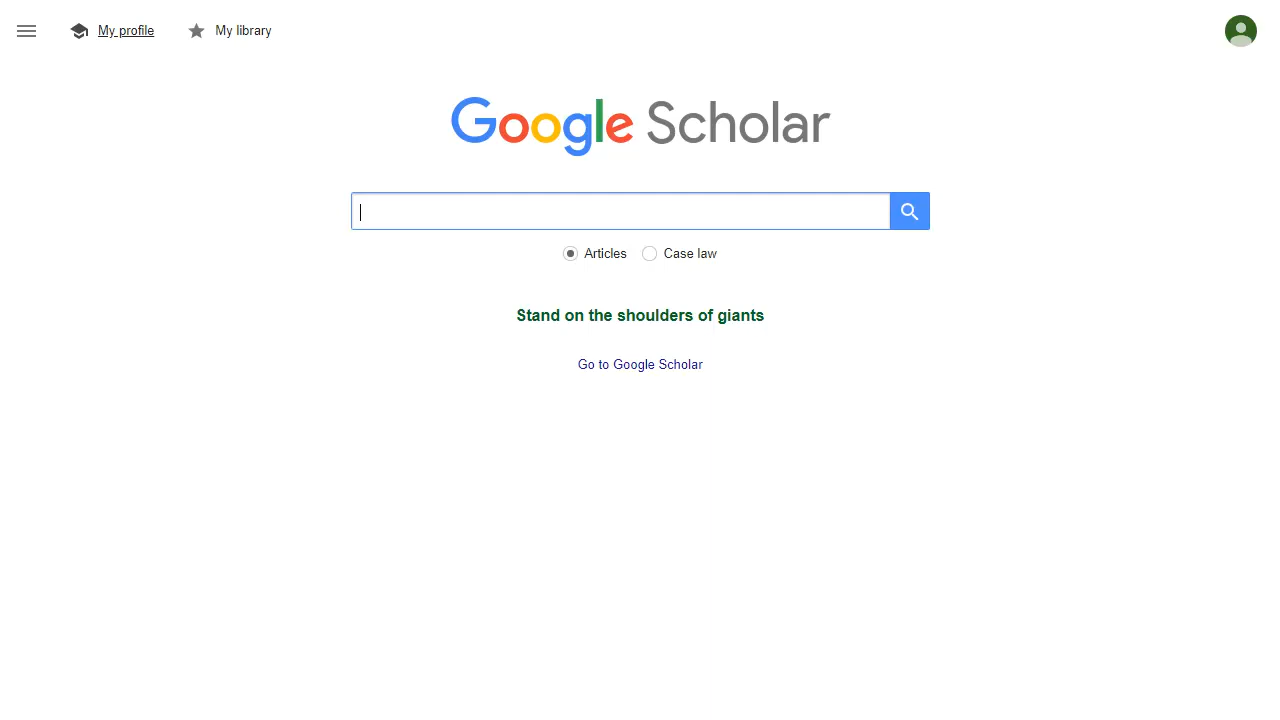 My profile
My library
Google Scholar
Articles
Case law
Stand on the shoulders of giants
Go to Google Scholar